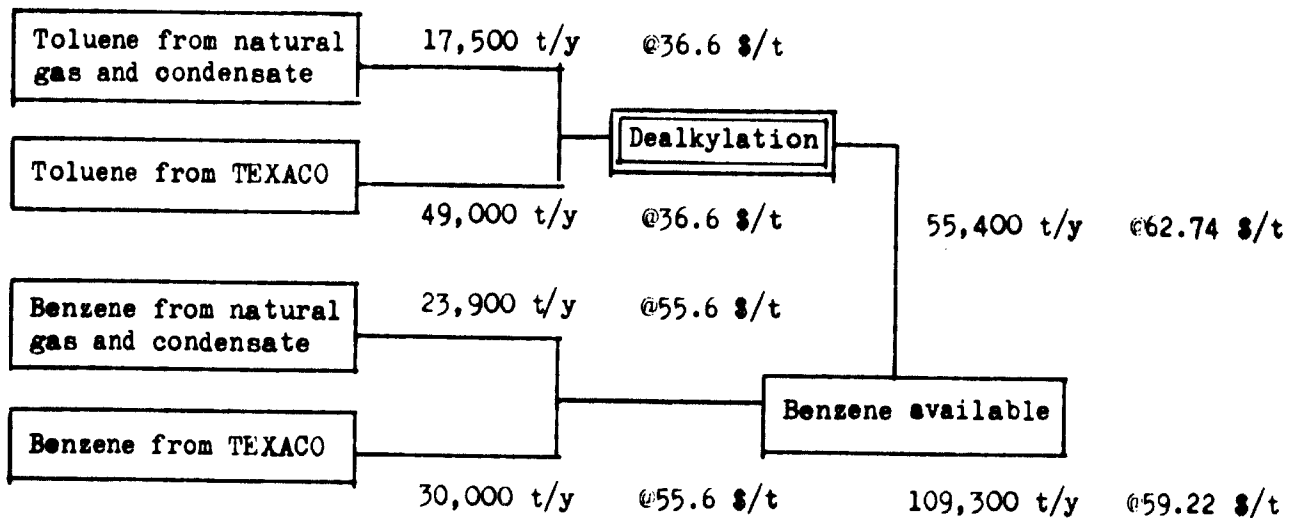 Toluene from natural
gas and condensate
17,500 t/y @36.6 $/t
Dealkylation
Toluene from TEXACO
49,000 t/y @36.6 $/t
55,400 t/y @62.74 $/t
Benzene from natural
gas and condensate
23,900 t/y @55.6 $/t
Benzene available
Benzene from TEXACO
30,000 t/y @55.6 $/t
109,300 t/y @59.22 $/t